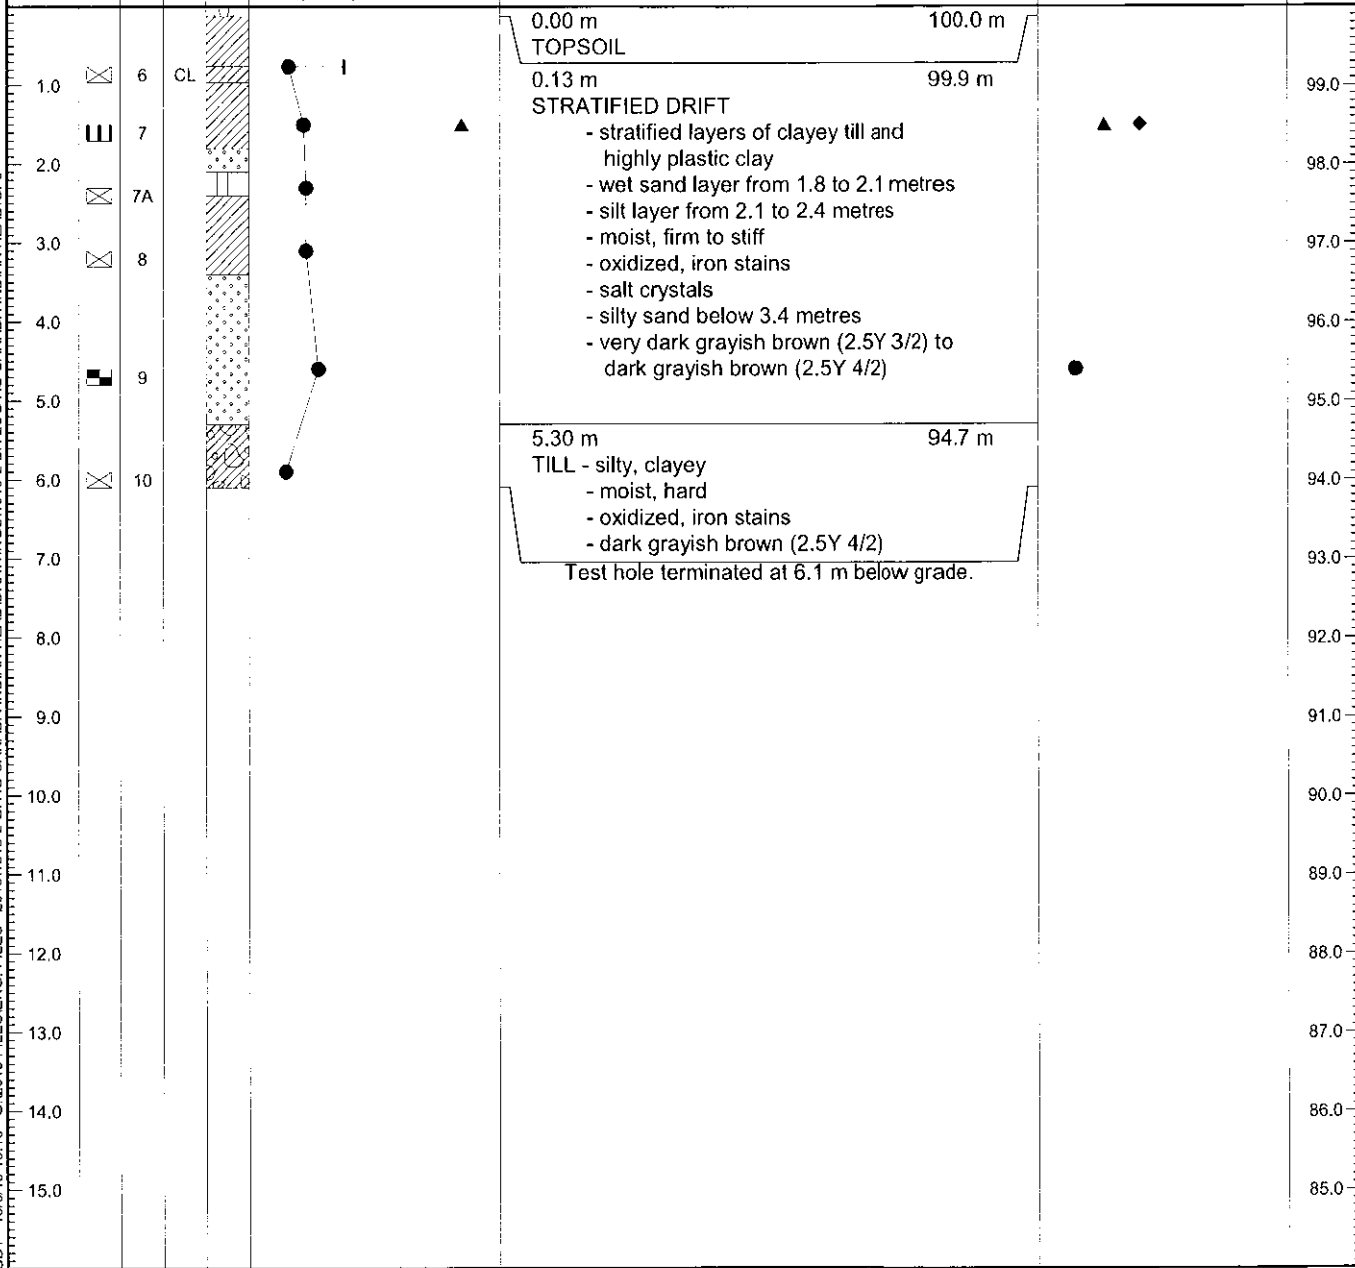 0.00 m 100.0 m
TOPSOIL
0.13 m 99.9 m
STRATIFIED DRIFT
- stratified layers of clayey till and
highly plastic clay
- wet sand layer from 1.8 to 2.1 metres
- silt layer from 2.1 to 2.4 metres
- moist, firm to stiff
- oxidized, iron stains
- salt crystals
- silty sand below 3.4 metres
- very dark grayish brown (2.5Y 3/2) to
dark grayish brown (2.5Y 4/2)
5.30 m 94.7 m
TILL - silty, clayey
- moist, hard
- oxidized, iron stains
- dark grayish brown (2.5Y 4/2)
Test hole terminated at 6.1 m below grade.
1.0 6 CL 99.0
7
2.0 98.0
7A
3.0 97.0
8
4.0 96.0
9
5.0 95.0
6.0 10 94.0
7.0 93.0
8.0 92.0
9.0 91.0
10.0 90.0
11.0 89.0
12.0 88.0
13.0 87.0
14.0 86.0
15.0 85.0